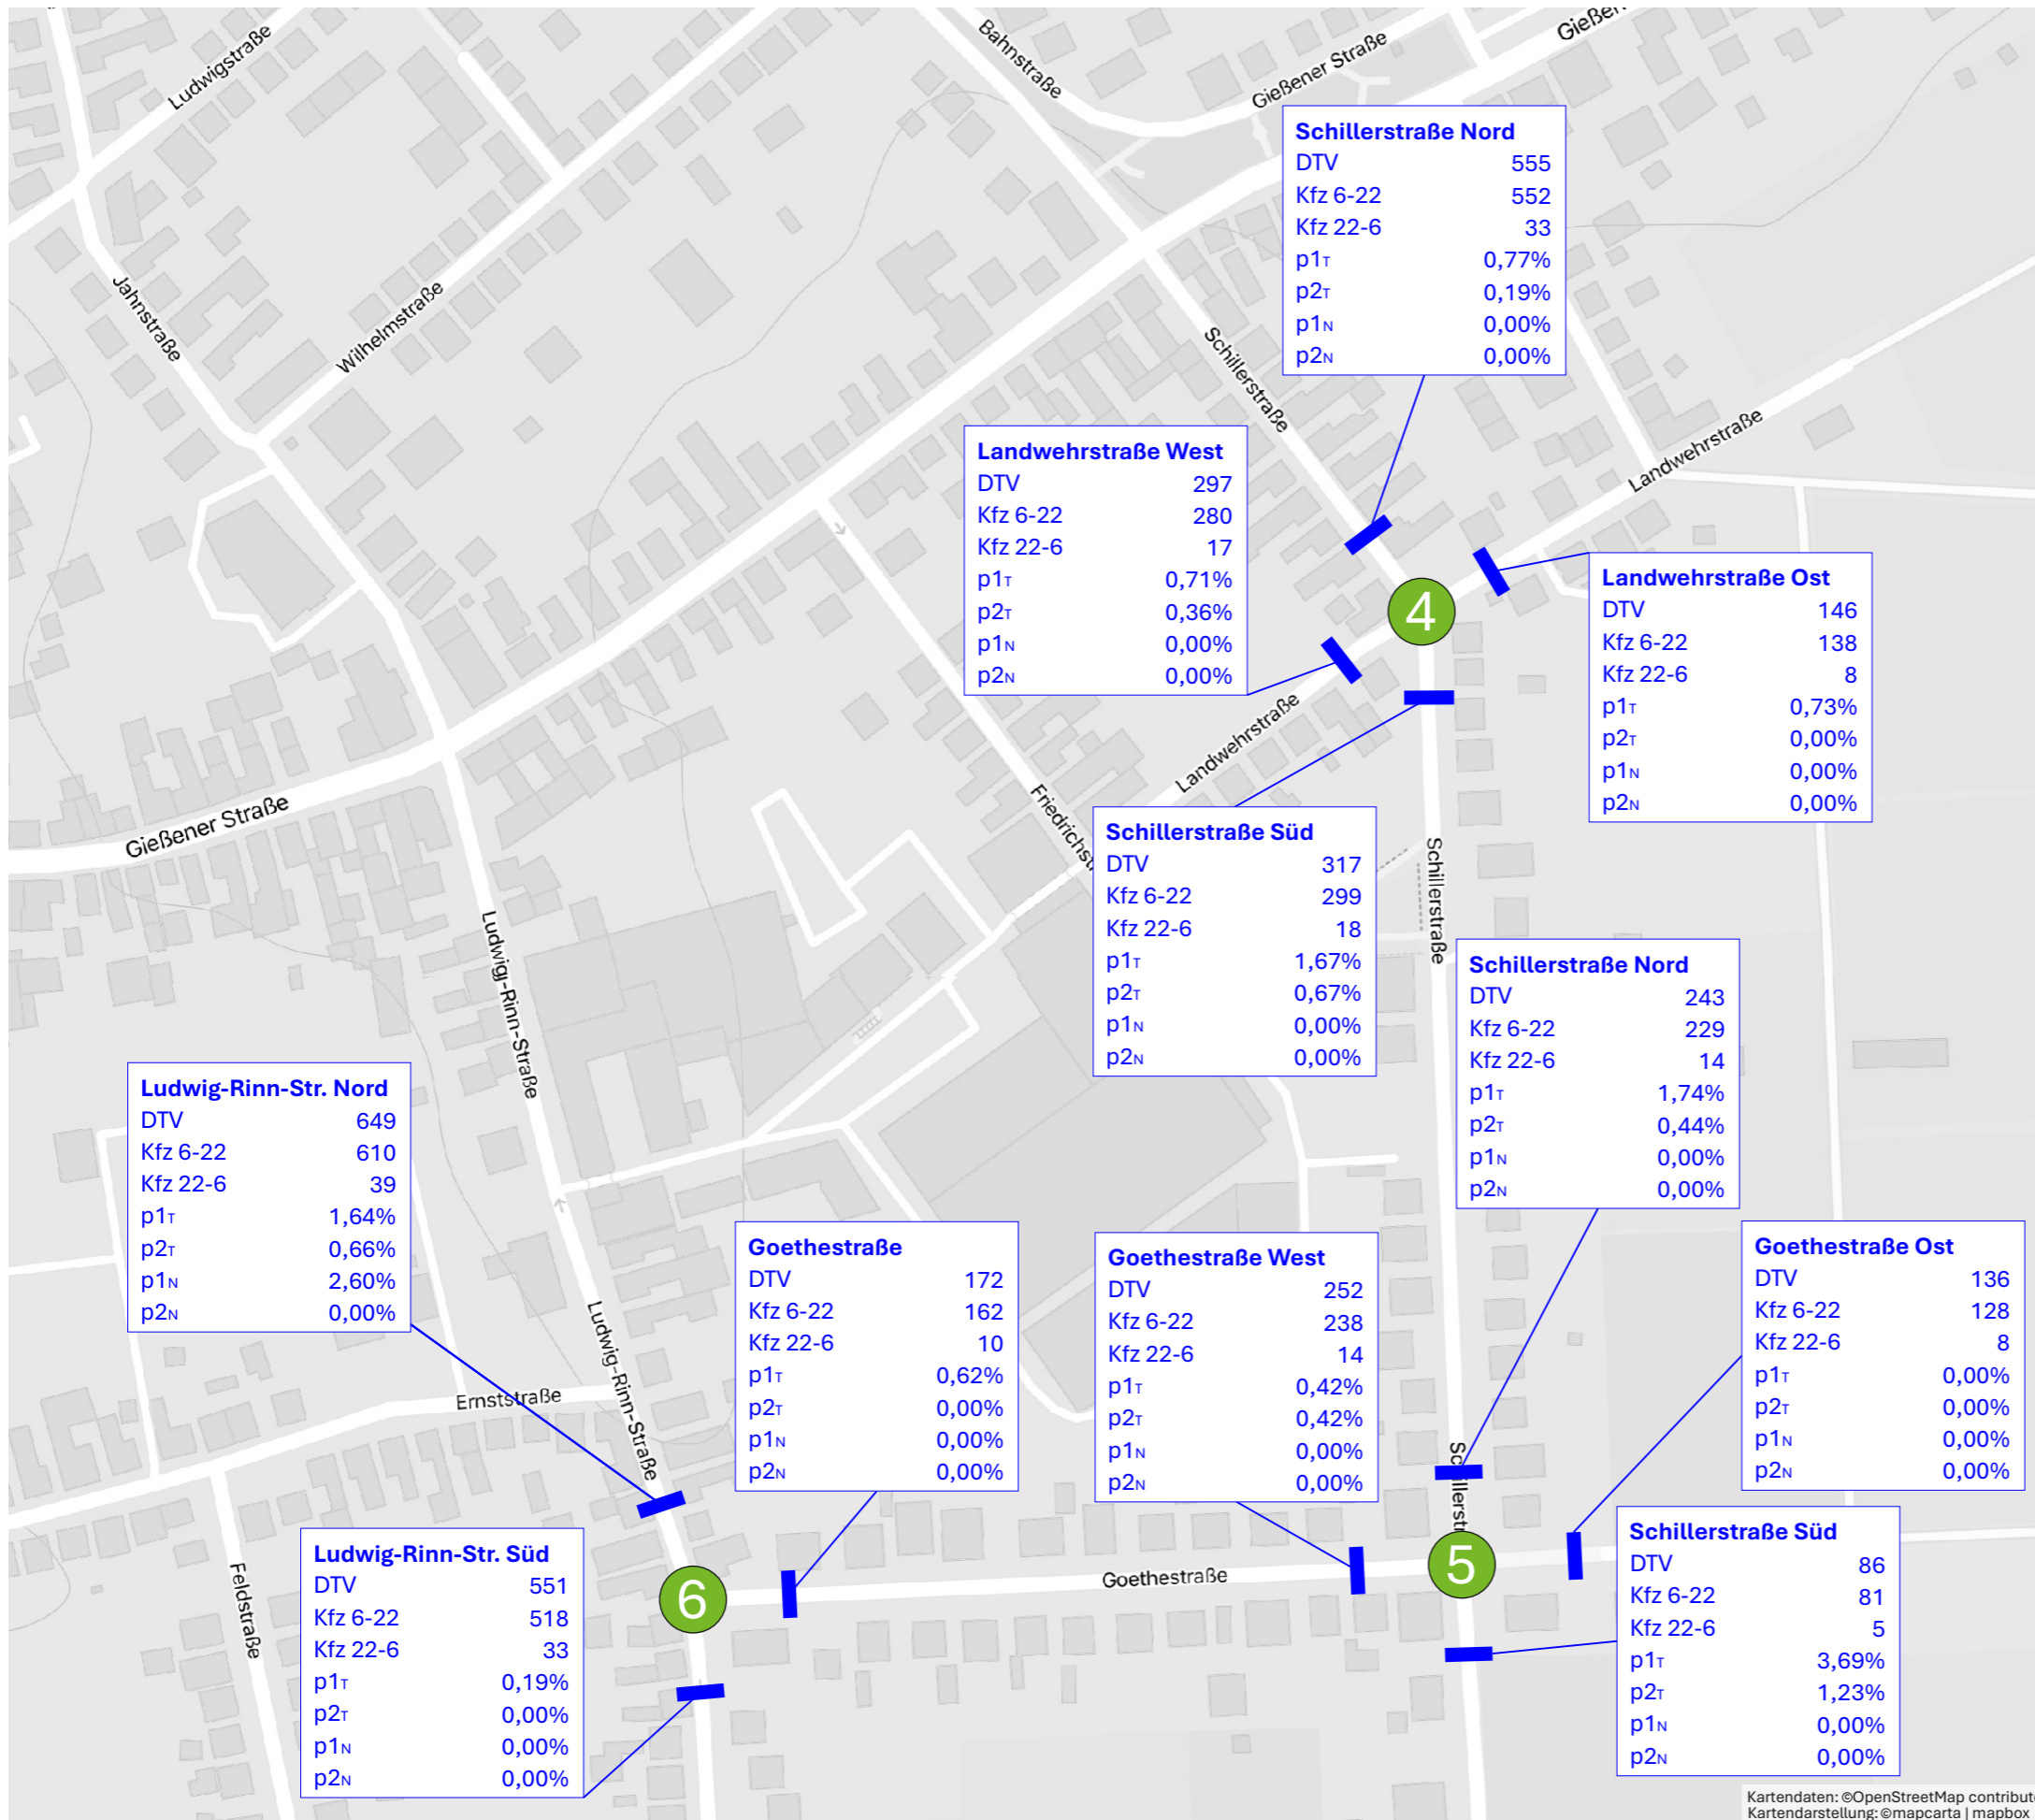 Ludwigstraße
Bahnstraße
Gießener Straße
Jahnstraße
Wilhelmstraße
Schillerstraße
Landwehrstraße
Schillerstraße Nord
DTV 555
Kfz 6-22 552
Kfz 22-6 33
p1T 0,77%
p2T 0,19%
p1N 0,00%
p2N 0,00%
Landwehrstraße West
DTV 297
Kfz 6-22 280
Kfz 22-6 17
p1T 0,71%
p2T 0,36%
p1N 0,00%
p2N 0,00%
4
Landwehrstraße Ost
DTV 146
Kfz 6-22 138
Kfz 22-6 8
p1T 0,73%
p2T 0,00%
p1N 0,00%
p2N 0,00%
Landwehrstraße
Gießener Straße
Schillerstraße Süd
DTV 317
Kfz 6-22 299
Kfz 22-6 18
p1T 1,67%
p2T 0,67%
p1N 0,00%
p2N 0,00%
Schillerstraße
Ludwig-Rinn-Straße
Schillerstraße Nord
DTV 243
Kfz 6-22 229
Kfz 22-6 14
p1T 1,74%
p2T 0,44%
p1N 0,00%
p2N 0,00%
Ludwig-Rinn-Str. Nord
DTV 649
Kfz 6-22 610
Kfz 22-6 39
p1T 1,64%
p2T 0,66%
p1N 2,60%
p2N 0,00%
Goethestraße
DTV 172
Kfz 6-22 162
Kfz 22-6 10
p1T 0,62%
p2T 0,00%
p1N 0,00%
p2N 0,00%
Goethestraße West
DTV 252
Kfz 6-22 238
Kfz 22-6 14
p1T 0,42%
p2T 0,42%
p1N 0,00%
p2N 0,00%
Goethestraße Ost
DTV 136
Kfz 6-22 128
Kfz 22-6 8
p1T 0,00%
p2T 0,00%
p1N 0,00%
p2N 0,00%
Ludwig-Rinn-Straße
Ernststraße
Feldstraße
Ludwig-Rinn-Str. Süd
DTV 551
Kfz 6-22 518
Kfz 22-6 33
p1T 0,19%
p2T 0,00%
p1N 0,00%
p2N 0,00%
6
Goethestraße
5
Schillerstraße Süd
DTV 86
Kfz 6-22 81
Kfz 22-6 5
p1T 3,69%
p2T 1,23%
p1N 0,00%
p2N 0,00%
Kartendaten: ©OpenStreetMap
Kartendarstellung: ©mapcarta | mapbox